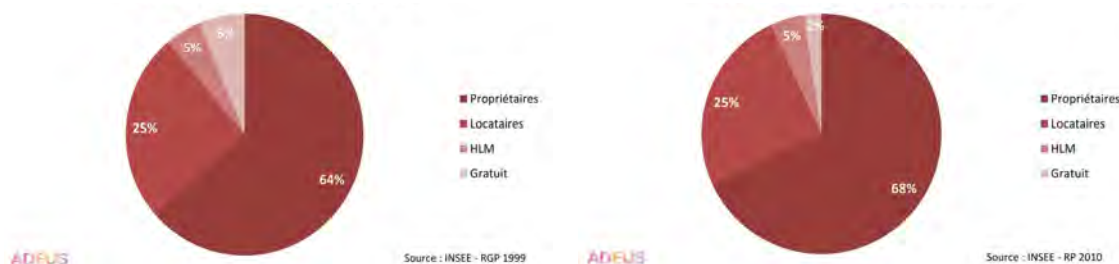 6%
5%
25%
64%
Propriétaires
Locataires
HLM
Gratuit
ADEUS
Source : INSEE - RGP 1999
2%
5%
25%
68%
Propriétaires
Locataires
HLM
Gratuit
ADEUS
Source : INSEE - RP 2010